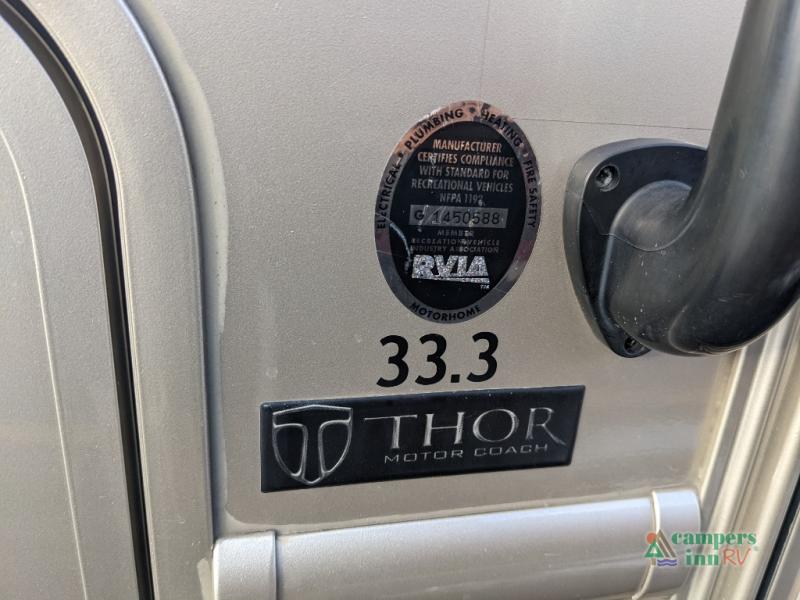 ELECTRICAL • PLUMBING • HEATING • FIRE SAFETY
MANUFACTURER
CERTIFIES COMPLIANCE
WITH STANDARD FOR
RECREATIONAL VEHICLES
NFPA 1192
G 1450588
MEMBER
RECREATION VEHICLE
INDUSTRY ASSOCIATION
RVIA
MOTORHOME
33.3
THOR
MOTOR COACH
campers
inn RV